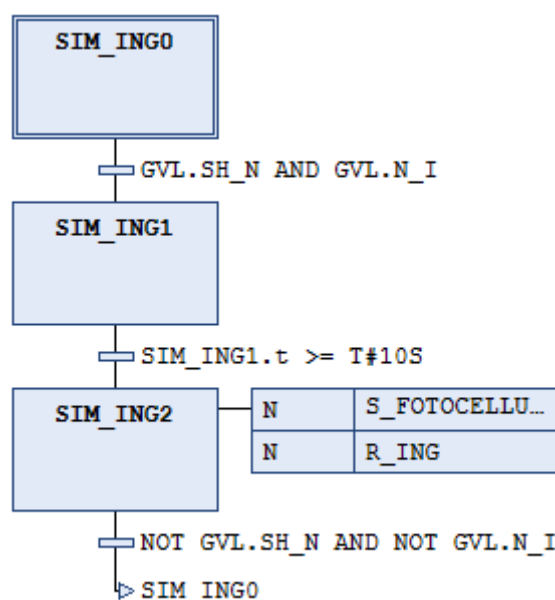 SIM_ING0
GVL.SH_N AND GVL.N_I
SIM_ING1
SIM_ING1.t >= T#10S
SIM_ING2
N S_FOTOCELLU...
N R_ING
NOT GVL.SH_N AND NOT GVL.N_I
SIM_ING0